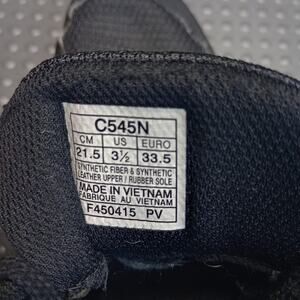 C545N
CM US EURO
21.5 3½ 33.5
SYNTHETIC FIBER & SYNTHETIC
LEATHER UPPER / RUBBER SOLE
MADE IN VIETNAM
FABRIQUE AU VIETNAM
F450415 PV